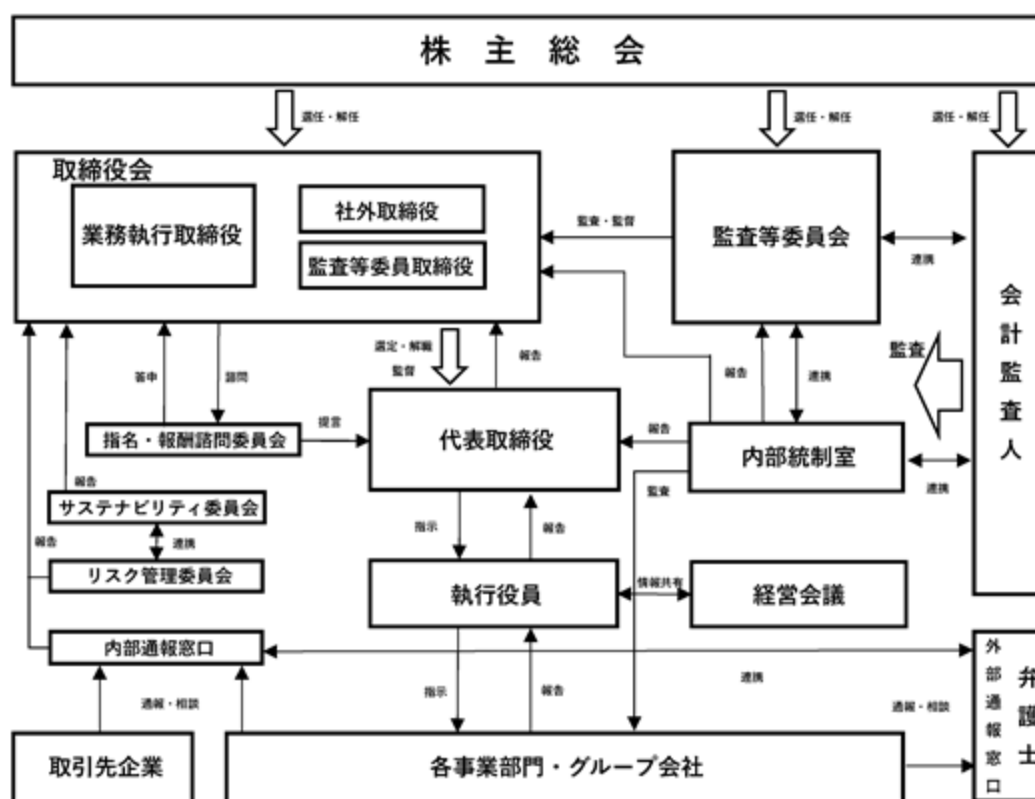 株主総会
選任・解任
選任・解任
選任・解任
取締役会
業務執行取締役
社外取締役
監査等委員取締役
監査・監督
監査等委員会
連携
会計監査人
監査
選定・解職
監督
報告
答申
諮問
報告
連携
指名・報酬諮問委員会
提言
代表取締役
報告
内部統制室
監査
連携
報告
サステナビリティ委員会
報告
連携
指示
報告
リスク管理委員会
執行役員
情報共有
経営会議
内部通報窓口
連携
外部通報窓口
弁護士
通報・相談
指示
報告
通報・相談
取引先企業
各事業部門・グループ会社